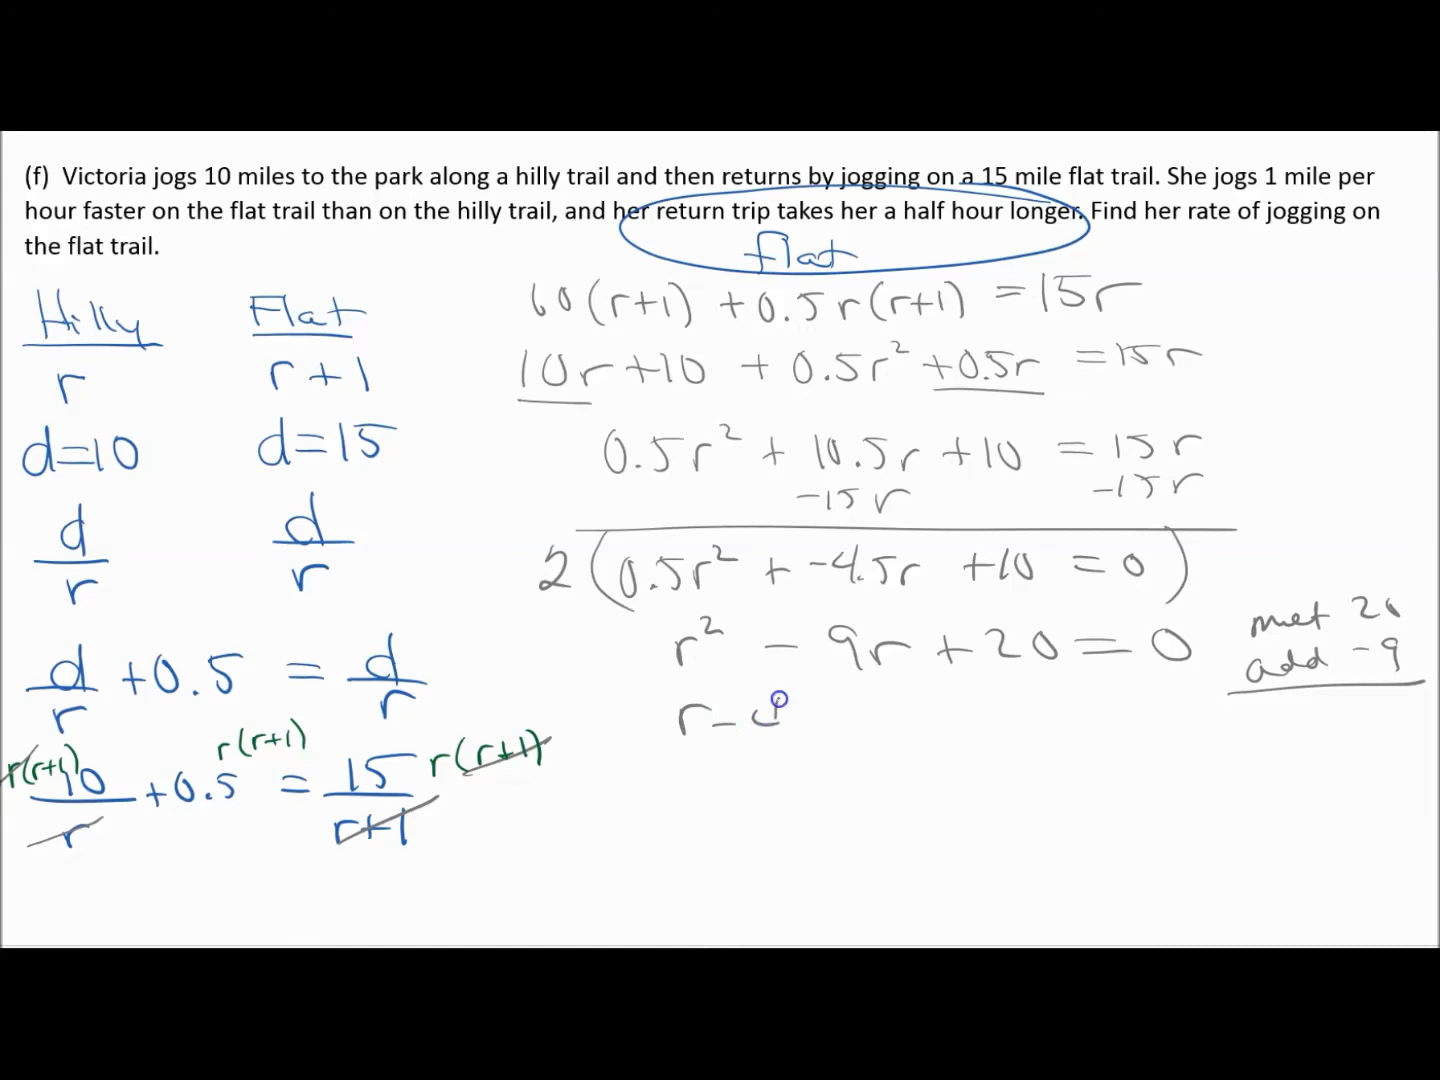 (f) Victoria jogs 10 miles to the park along a hilly trail and then returns by jogging on a 15 mile flat trail. She jogs 1 mile per
hour faster on the flat trail than on the hilly trail, and her return trip takes her a half hour longer. Find her rate of jogging on
the flat trail.
flat
Hilly
r
d=10
d
r
Flat
r+1
d=15
d
r
d/r +0.5 = d/r
r(r+1) 10/r +0.5 r(r+1) = 15/r+1 r(r+1)
10(r+1) +0.5r(r+1) =15r
10r+10 + 0.5r² +0.5r =15r
0.5r² + 10.5r +10 =15r
-15r -15r
2(0.5r² + -4.5r +10 =0)
r² - 9r +20=0
met 20
add -9
r-